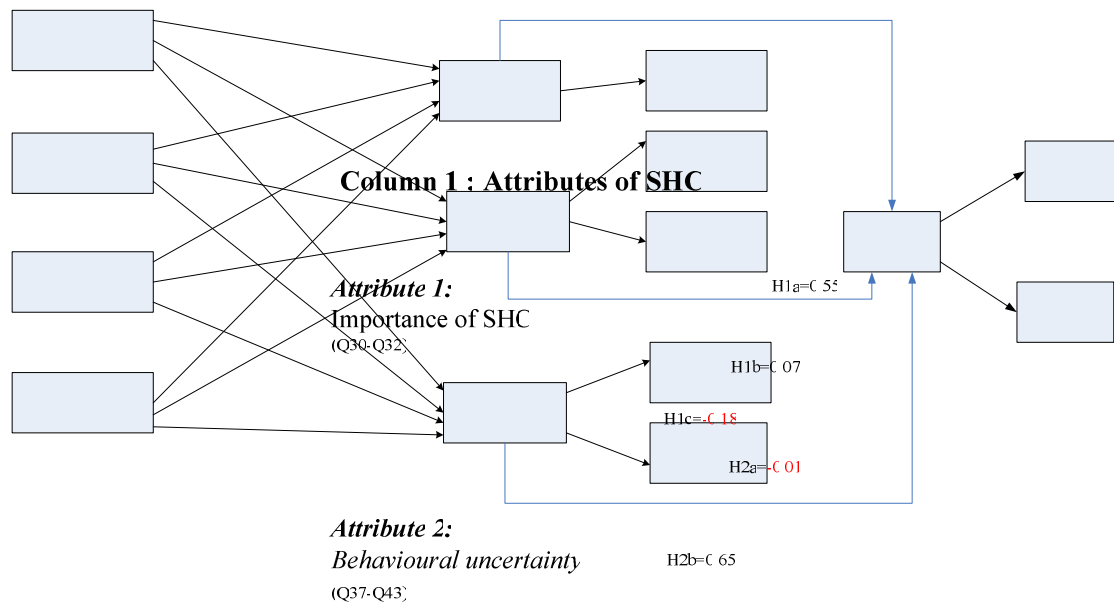 Column 1 : Attributes of SHC
Attribute 1:
H1a=0.55
Importance of SHC
(Q30-Q32)
H1b=0.07
H1c=-0.18
H2a=-0.01
Attribute 2:
Behavioural uncertainty
H2b=0.65
(Q37-Q43)